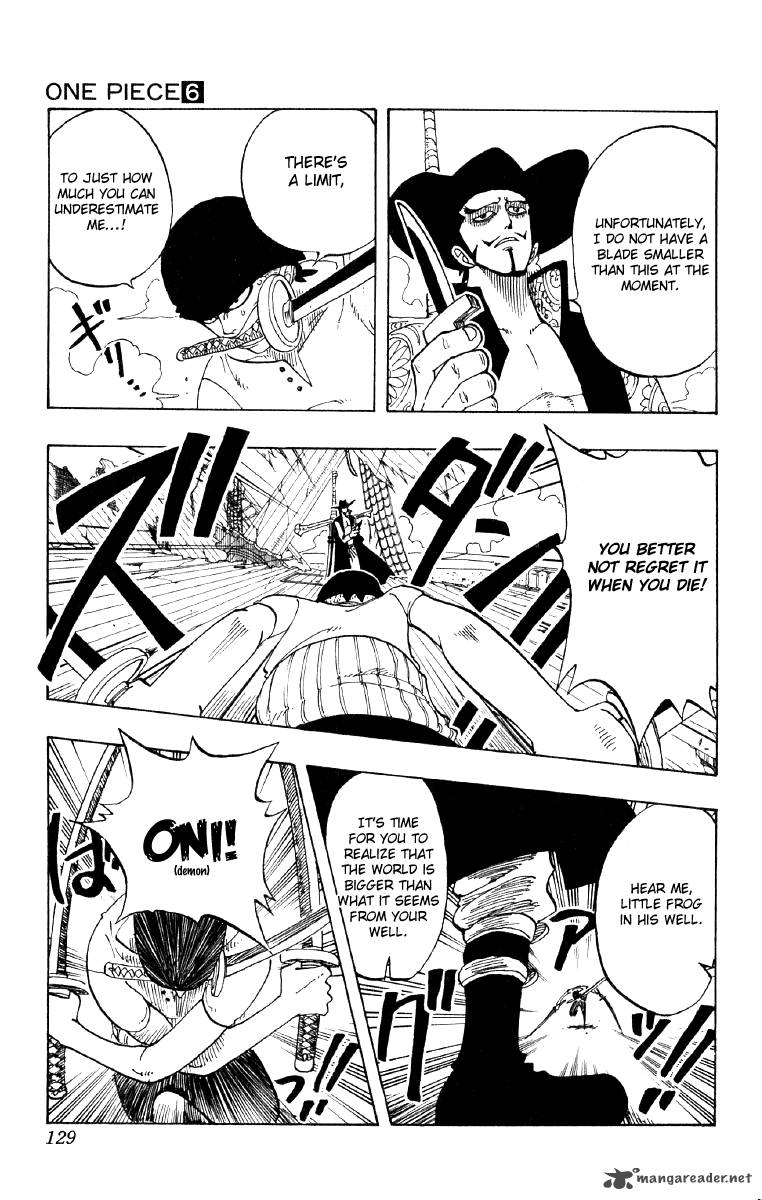 ONE PIECE 6
UNFORTUNATELY,
I DO NOT HAVE A
BLADE SMALLER
THAN THIS AT THE
MOMENT.
THERE'S
A LIMIT,
TO JUST HOW
MUCH YOU CAN
UNDERESTIMATE
ME...!
ギッ
YOU BETTER
NOT REGRET IT
WHEN YOU DIE!
ダン!!
HEAR ME,
LITTLE FROG
IN HIS WELL.
IT'S TIME
FOR YOU TO
REALIZE THAT
THE WORLD IS
BIGGER THAN
WHAT IT SEEMS
FROM YOUR
WELL.
ONI!!
(demon)
ば
129
mangareader.net